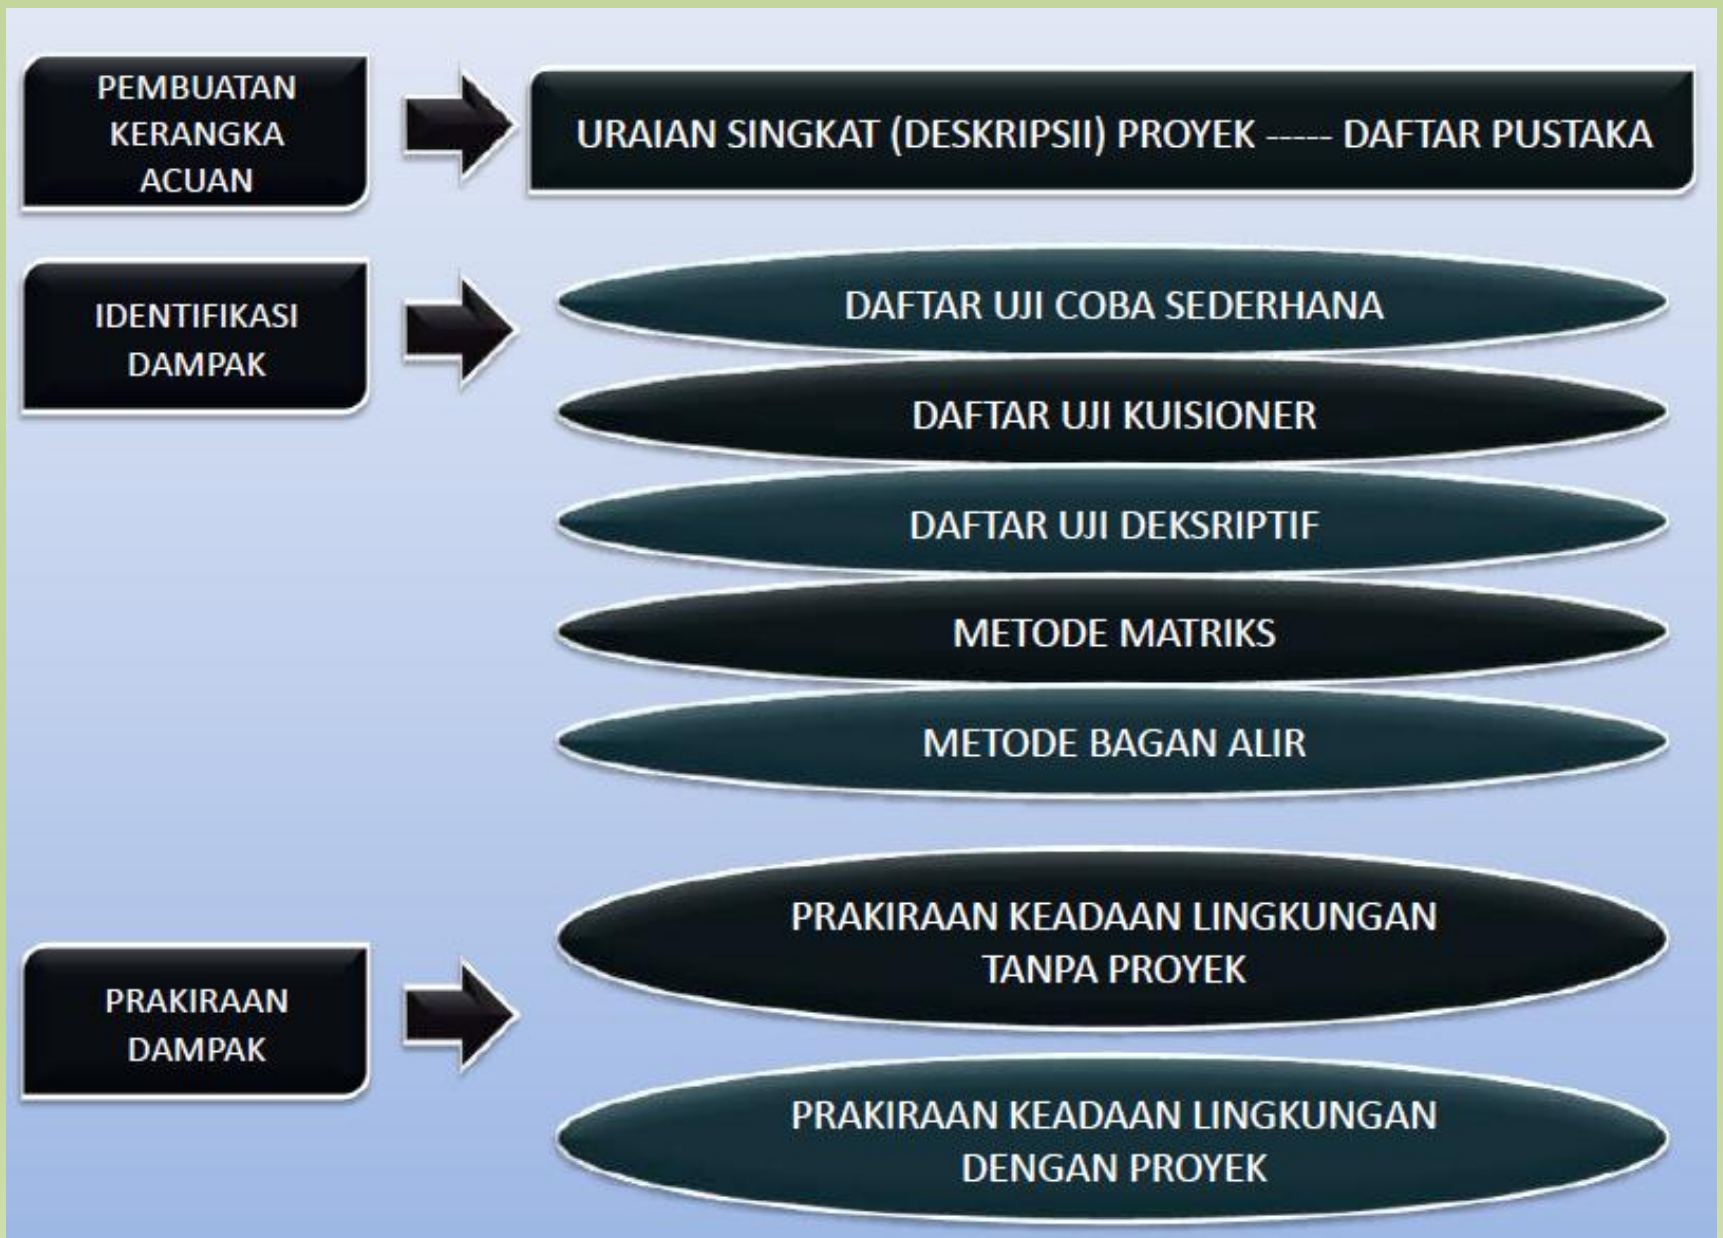 PEMBUATAN
KERANGKA
ACUAN
URAIAN SINGKAT (DESKRIPSII) PROYEK ----- DAFTAR PUSTAKA
IDENTIFIKASI
DAMPAK
DAFTAR UJI COBA SEDERHANA
DAFTAR UJI KUISIONER
DAFTAR UJI DEKSRIPTIF
METODE MATRIKS
METODE BAGAN ALIR
PRAKIRAAN
DAMPAK
PRAKIRAAN KEADAAN LINGKUNGAN
TANPA PROYEK
PRAKIRAAN KEADAAN LINGKUNGAN
DENGAN PROYEK